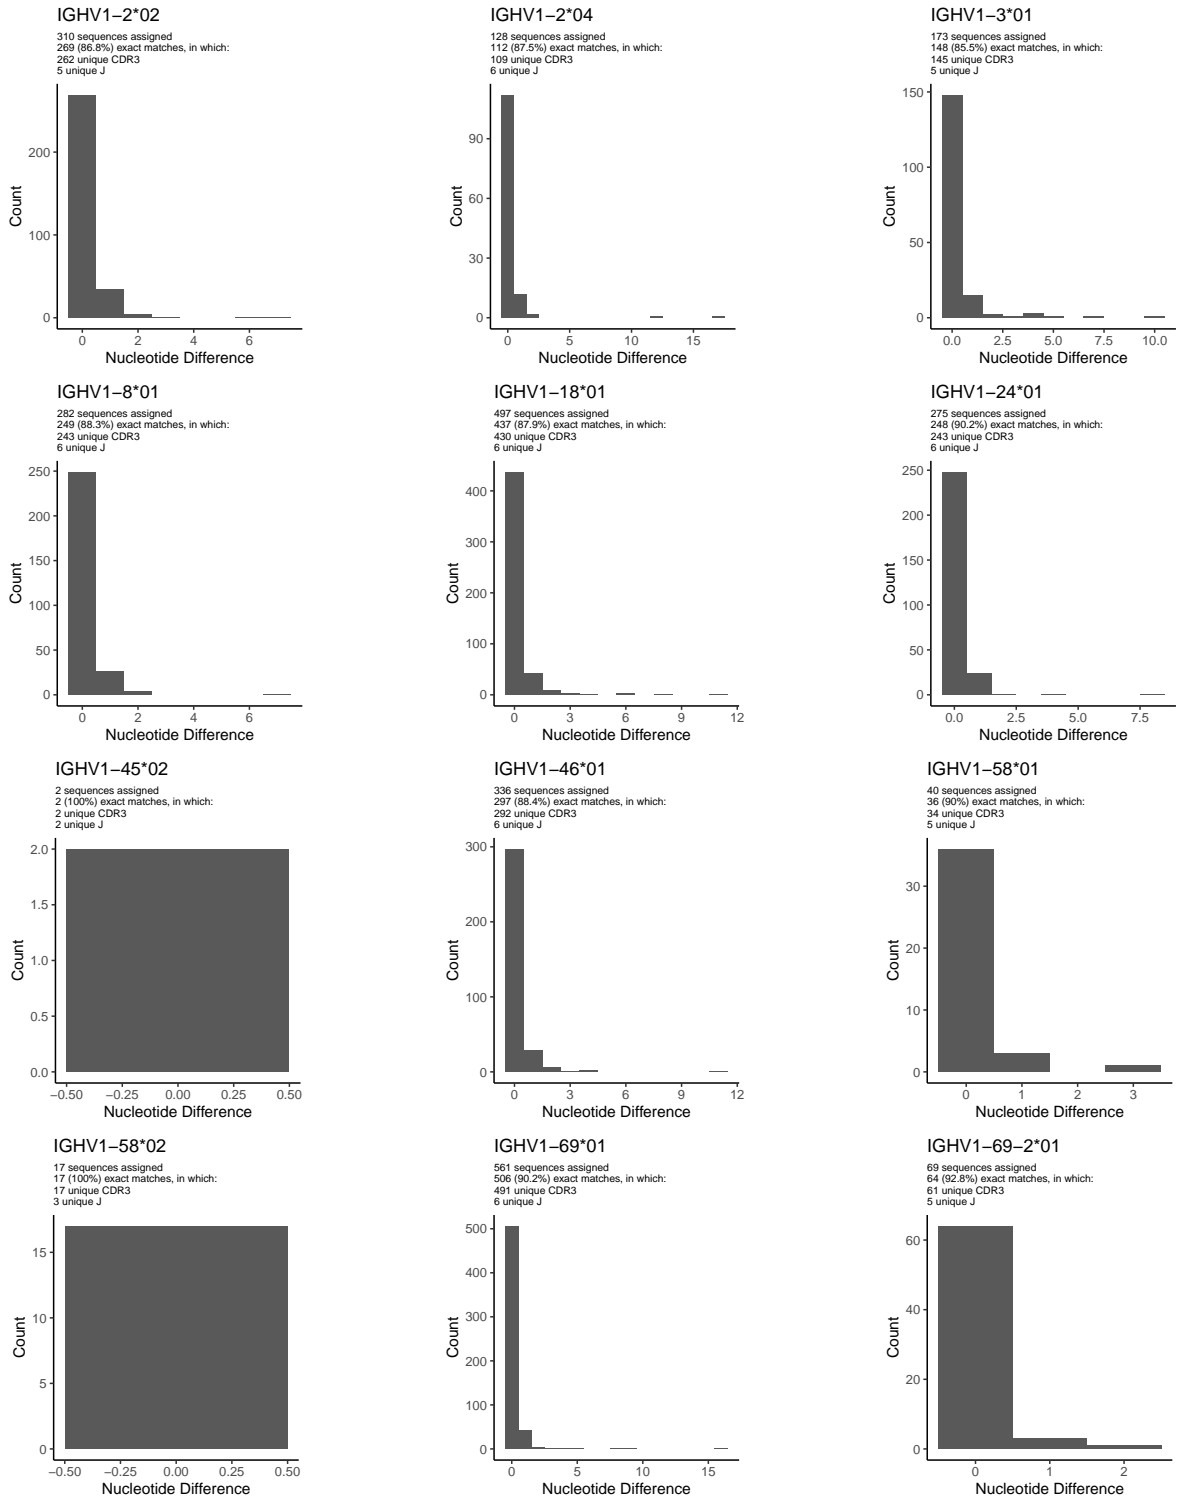 IGHV1−2*02
310 sequences assigned
269 (86.8%) exact matches, in which:
262 unique CDR3
5 unique J
200
100
0
Count
0 2 4 6
Nucleotide Difference
IGHV1−2*04
128 sequences assigned
112 (87.5%) exact matches, in which:
109 unique CDR3
6 unique J
90
60
30
0
Count
0 5 10 15
Nucleotide Difference
IGHV1−3*01
173 sequences assigned
148 (85.5%) exact matches, in which:
145 unique CDR3
5 unique J
150
100
50
0
Count
0.0 2.5 5.0 7.5 10.0
Nucleotide Difference
IGHV1−8*01
282 sequences assigned
249 (88.3%) exact matches, in which:
243 unique CDR3
6 unique J
250
200
150
100
50
0
Count
0 2 4 6
Nucleotide Difference
IGHV1−18*01
497 sequences assigned
437 (87.9%) exact matches, in which:
430 unique CDR3
6 unique J
400
300
200
100
0
Count
0 3 6 9 12
Nucleotide Difference
IGHV1−24*01
275 sequences assigned
248 (90.2%) exact matches, in which:
243 unique CDR3
6 unique J
250
200
150
100
50
0
Count
0.0 2.5 5.0 7.5
Nucleotide Difference
IGHV1−45*02
2 sequences assigned
2 (100%) exact matches, in which:
2 unique CDR3
2 unique J
2.0
1.5
1.0
0.5
0.0
Count
−0.50 −0.25 0.00 0.25 0.50
Nucleotide Difference
IGHV1−46*01
336 sequences assigned
297 (88.4%) exact matches, in which:
292 unique CDR3
6 unique J
300
200
100
0
Count
0 3 6 9 12
Nucleotide Difference
IGHV1−58*01
40 sequences assigned
36 (90%) exact matches, in which:
34 unique CDR3
5 unique J
30
20
10
0
Count
0 1 2 3
Nucleotide Difference
IGHV1−58*02
17 sequences assigned
17 (100%) exact matches, in which:
17 unique CDR3
3 unique J
15
10
5
0
Count
−0.50 −0.25 0.00 0.25 0.50
Nucleotide Difference
IGHV1−69*01
561 sequences assigned
506 (90.2%) exact matches, in which:
491 unique CDR3
6 unique J
500
400
300
200
100
0
Count
0 5 10 15
Nucleotide Difference
IGHV1−69−2*01
69 sequences assigned
64 (92.8%) exact matches, in which:
61 unique CDR3
5 unique J
60
40
20
0
Count
0 1 2
Nucleotide Difference